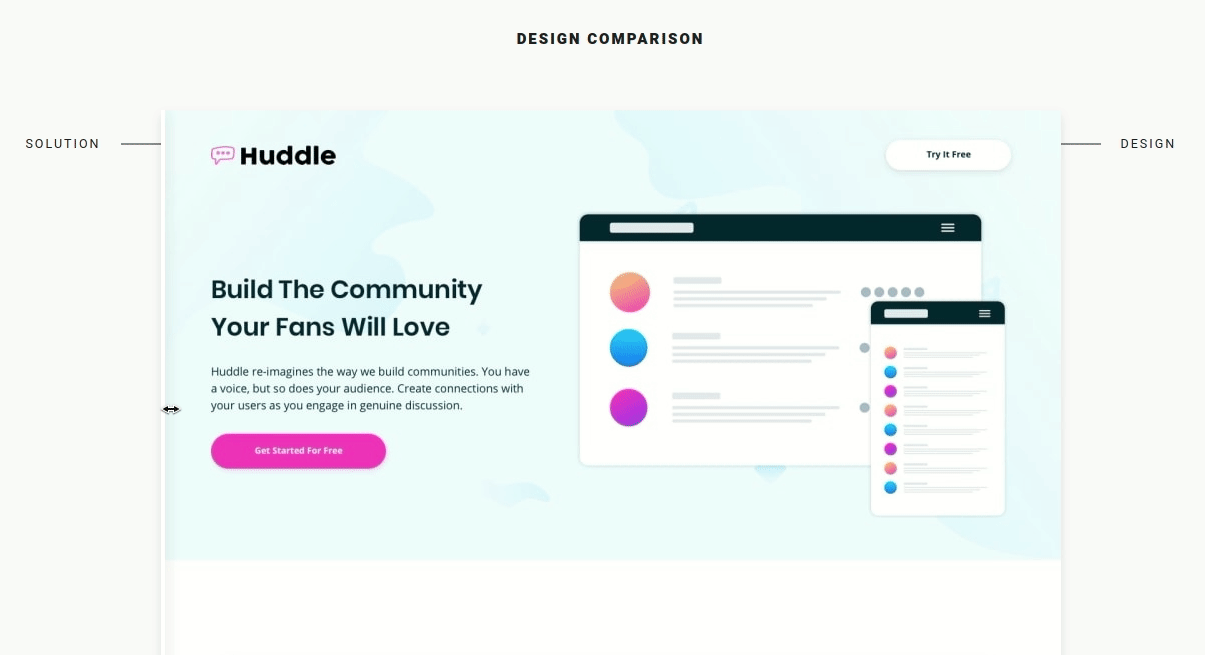 DESIGN COMPARISON
SOLUTION
DESIGN
Huddle
Try It Free
Build The Community
Your Fans Will Love
Huddle re-imagines the way we build communities. You have
a voice, but so does your audience. Create connections with
your users as you engage in genuine discussion.
Get Started For Free